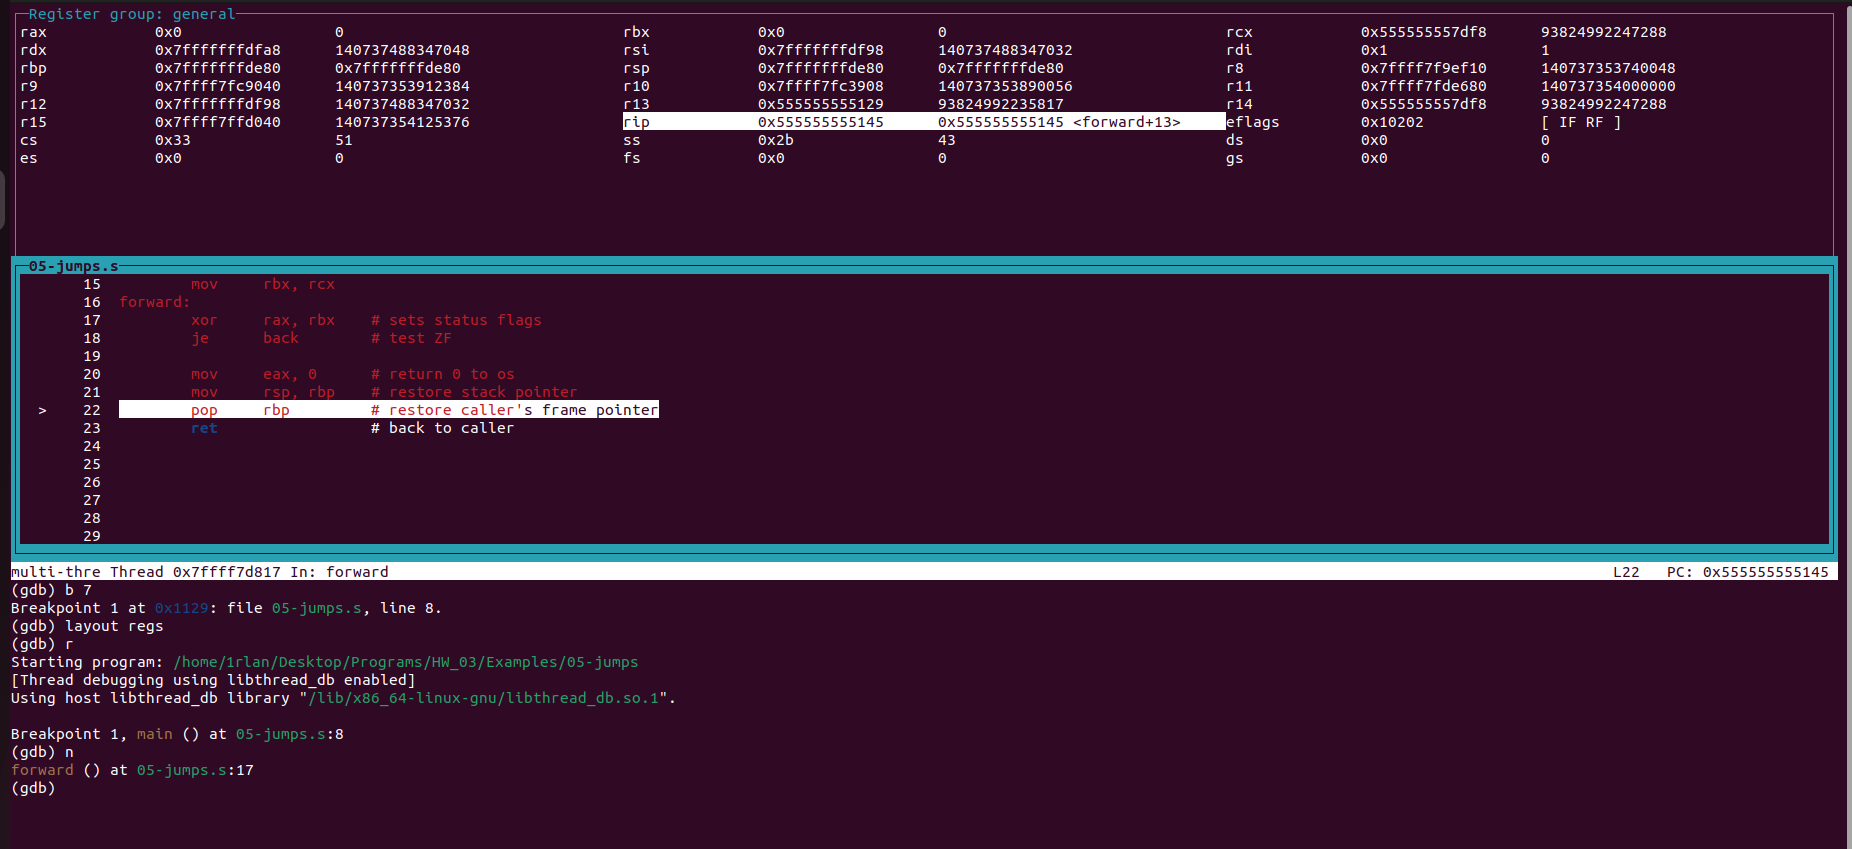 Register group: general
rax 0x0 0 rbx 0x0 0 rcx 0x555555557df8 93824992247288
rdx 0x7fffffffdfa8 140737488347048 rsi 0x7fffffffdf98 140737488347032 rdi 0x1 1
rbp 0x7fffffffde80 0x7fffffffde80 rsp 0x7fffffffde80 0x7fffffffde80 r8 0x7ffff7f9ef10 140737353740048
r9 0x7ffff7fc9040 140737353912384 r10 0x7ffff7fc3908 140737353890056 r11 0x7ffff7fde680 140737354000000
r12 0x7fffffffdf98 140737488347032 r13 0x555555555129 93824992235817 r14 0x555555557df8 93824992247288
r15 0x7ffff7ffd040 140737354125376 rip 0x555555555145 0x555555555145 <forward+13> eflags 0x10202 [ IF RF ]
cs 0x33 51 ss 0x2b 43 ds 0x0 0
es 0x0 0 fs 0x0 0 gs 0x0 0
05-jumps.s
15 mov rbx, rcx
16 forward:
17 xor rax, rbx # sets status flags
18 je back # test ZF
19
20 mov eax, 0 # return 0 to os
21 mov rsp, rbp # restore stack pointer
> 22 pop rbp # restore caller's frame pointer
23 ret # back to caller
24
25
26
27
28
29
multi-thre Thread 0x7ffff7d817 In: forward L22 PC: 0x555555555145
(gdb) b 7
Breakpoint 1 at 0x1129: file 05-jumps.s, line 8.
(gdb) layout regs
(gdb) r
Starting program: /home/1rlan/Desktop/Programs/HW_03/Examples/05-jumps
[Thread debugging using libthread_db enabled]
Using host libthread_db library "/lib/x86_64-linux-gnu/libthread_db.so.1".
Breakpoint 1, main () at 05-jumps.s:8
(gdb) n
forward () at 05-jumps.s:17
(gdb)